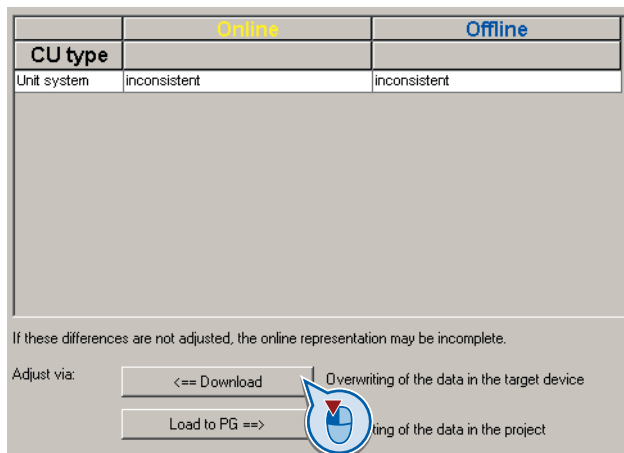 Online Offline
CU type
Unit system inconsistent inconsistent
If these differences are not adjusted, the online representation may be incomplete.
Adjust via: <== Download Overwriting of the data in the target device
Load to PG ==> ting of the data in the project